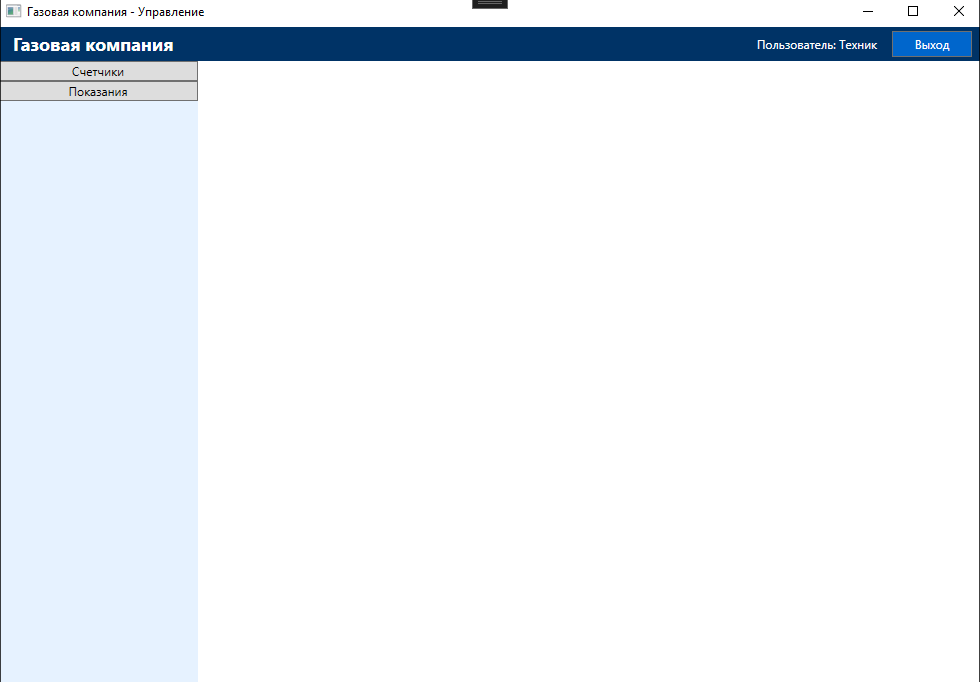 Газовая компания - Управление
Газовая компания
Пользователь: Техник
Выход
Счетчики
Показания